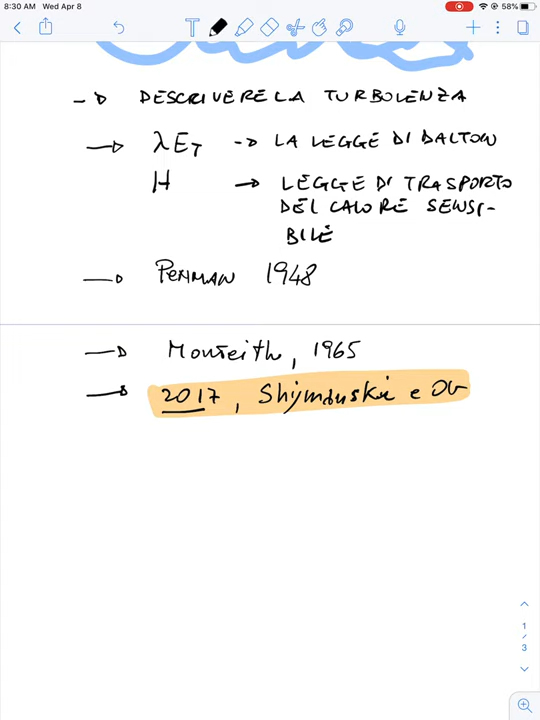 8:30 AM Wed Apr 8
58%
→ DESCRIVERE LA TURBOLENZA
→ λE_T → LA LEGGE DI DALTON
H → LEGGE DI TRASPORTO
DEL CALORE SENSI-
BILE
→ PENMAN 1948
→ Monteith, 1965
→ 2017, Shijmanski e Or
1
/
3